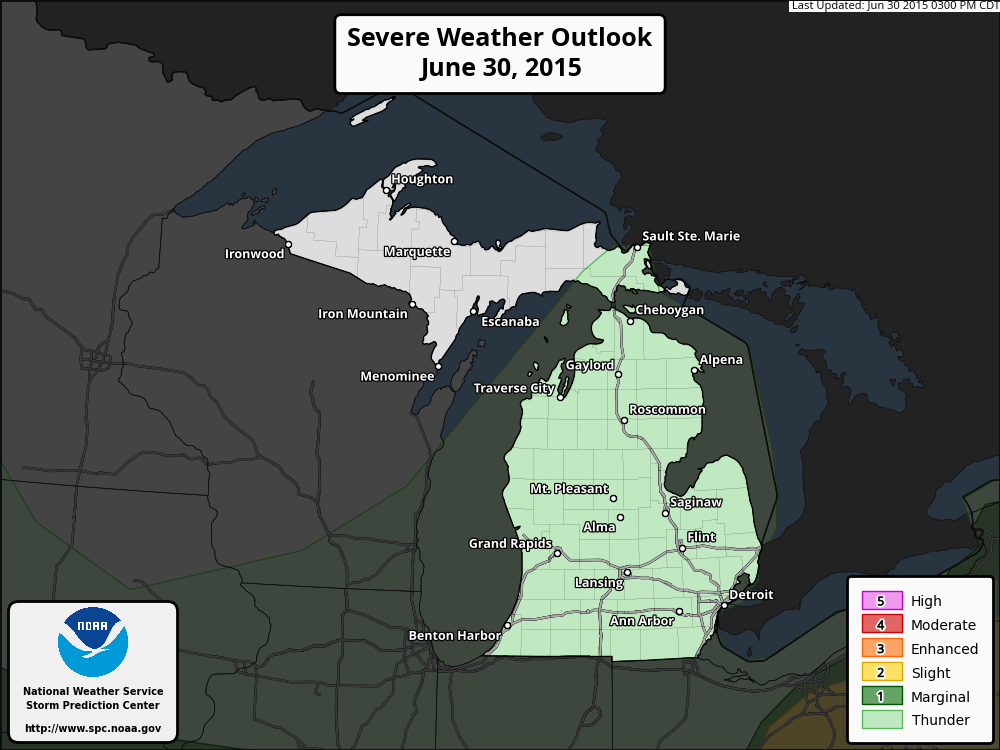 Last Updated: Jun 30 2015 0300 PM CDT
Severe Weather Outlook
June 30, 2015
Houghton
Sault Ste. Marie
Ironwood
Marquette
Iron Mountain
Escanaba
Cheboygan
Menominee
Gaylord
Alpena
Traverse City
Roscommon
Mt. Pleasant
Saginaw
Alma
Grand Rapids
Flint
Lansing
Detroit
Ann Arbor
Benton Harbor
NOAA
National Weather Service
Storm Prediction Center
http://www.spc.noaa.gov
5 High
4 Moderate
3 Enhanced
2 Slight
1 Marginal
Thunder